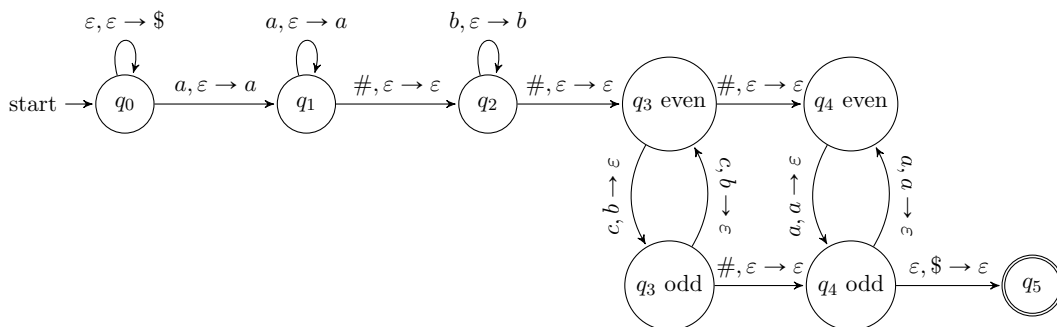 ε, ε → $
a, ε → a
b, ε → b
start
q₀
a, ε → a
q₁
#, ε → ε
q₂
#, ε → ε
q₃ even
#, ε → ε
q₄ even
c, b → ε
c, b → ε
a, a → ε
a, a → ε
q₃ odd
#, ε → ε
q₄ odd
ε, $ → ε
q₅